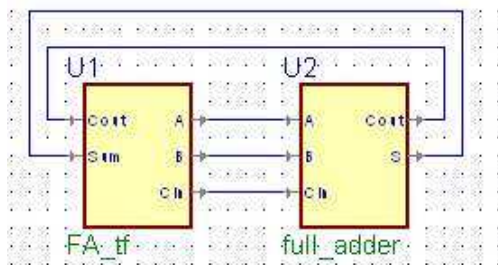 U1
U2
Cout A
A Cout
Sum B
B S
Cin
Cin
FA_tf
full_adder